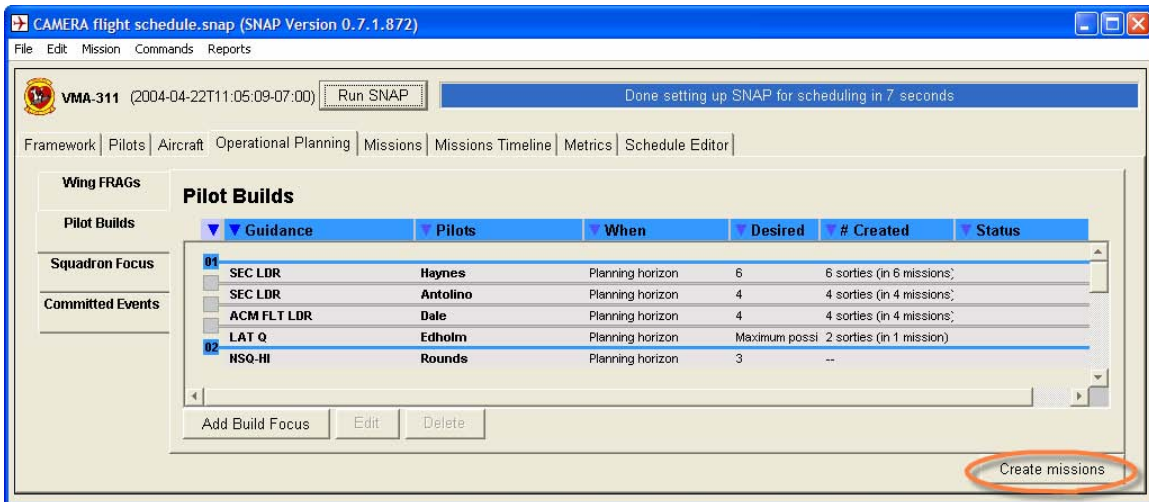 CAMERA flight schedule.snap (SNAP Version 0.7.1.872)
File Edit Mission Commands Reports
VMA-311 (2004-04-22T11:05:09-07:00) Run SNAP Done setting up SNAP for scheduling in 7 seconds
Framework Pilots Aircraft Operational Planning Missions Missions Timeline Metrics Schedule Editor
Wing FRAGs
Pilot Builds
Squadron Focus
Committed Events
Pilot Builds
Guidance Pilots When Desired # Created Status
01
SEC LDR Haynes Planning horizon 6 6 sorties (in 6 missions)
SEC LDR Antolino Planning horizon 4 4 sorties (in 4 missions)
ACM FLT LDR Dale Planning horizon 4 4 sorties (in 4 missions)
LAT Q Edholm Planning horizon Maximum possi 2 sorties (in 1 mission)
02
NSQ-HI Rounds Planning horizon 3 --
Add Build Focus Edit Delete
Create missions